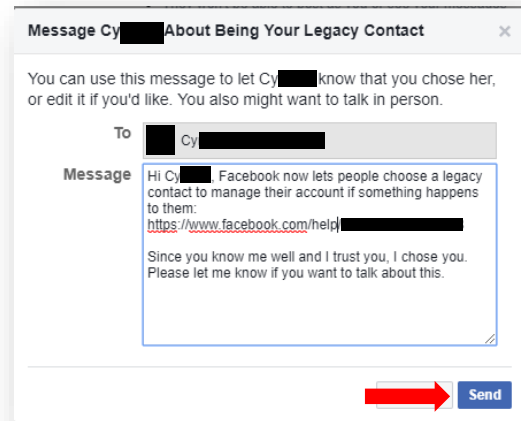 Message Cy About Being Your Legacy Contact ×
You can use this message to let Cy know that you chose her,
or edit it if you'd like. You also might want to talk in person.
To Cy
Message
Hi Cy , Facebook now lets people choose a legacy
contact to manage their account if something happens
to them:
https://www.facebook.com/help/
Since you know me well and I trust you, I chose you.
Please let me know if you want to talk about this.
Send